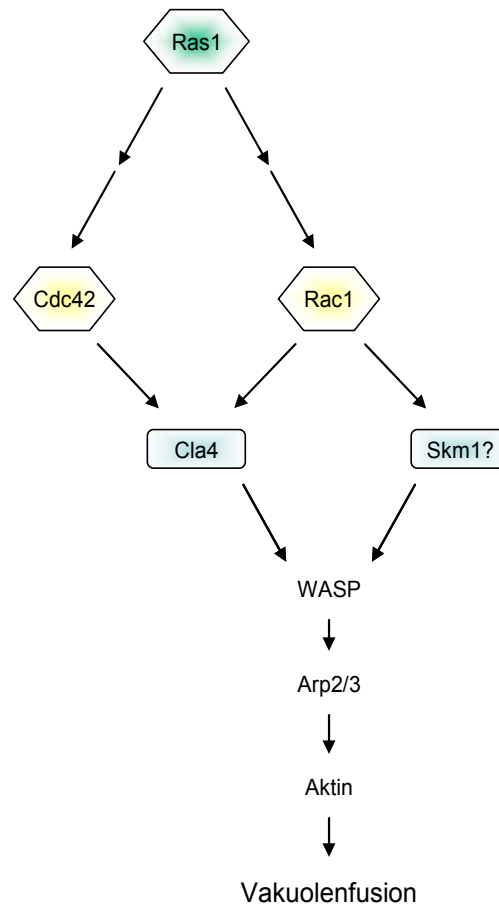 Ras1
Cdc42
Rac1
Cla4
Skm1?
WASP
Arp2/3
Aktin
Vakuolenfusion